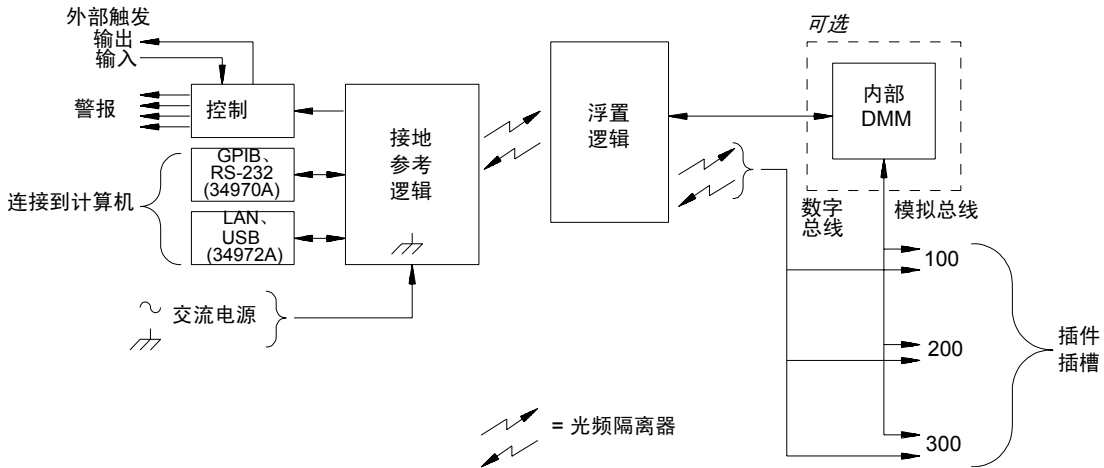 外部触发
输出
输入
警报
控制
GPIB、
RS-232
(34970A)
连接到计算机
LAN、
USB
(34972A)
接地
参考
逻辑
交流电源
浮置
逻辑
可选
内部
DMM
数字
总线
模拟总线
100
200
300
插件
插槽
= 光频隔离器